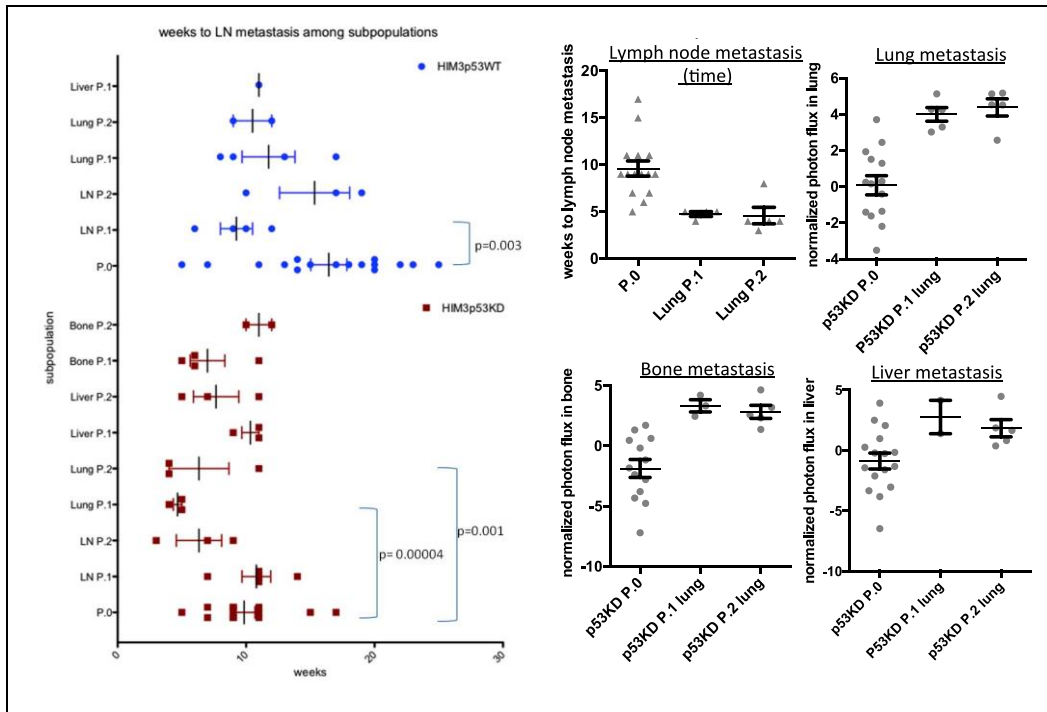 weeks to LN metastasis among subpopulations
HIM3p53WT
Liver P.1
Lung P.2
Lung P.1
LN P.2
LN P.1
P.0
p=0.003
HIM3p53KD
Bone P.2
Bone P.1
Liver P.2
Liver P.1
Lung P.2
Lung P.1
LN P.2
LN P.1
P.0
p= 0.00004
p=0.001
subpopulation
0
10
20
30
weeks
Lymph node metastasis
(time)
weeks to lymph node metastasis
20
15
10
5
0
P.0
Lung P.1
Lung P.2
Lung metastasis
normalized photon flux in lung
6
4
2
0
-2
-4
p53KD P.0
P53KD P.1 lung
p53KD P.2 lung
Bone metastasis
normalized photon flux in bone
5
0
-5
-10
p53KD P.0
p53KD P.1 lung
p53KD P.2 lung
Liver metastasis
normalized photon flux in liver
5
0
-5
-10
p53KD P.0
P53KD P.1 lung
p53KD P.2 lung